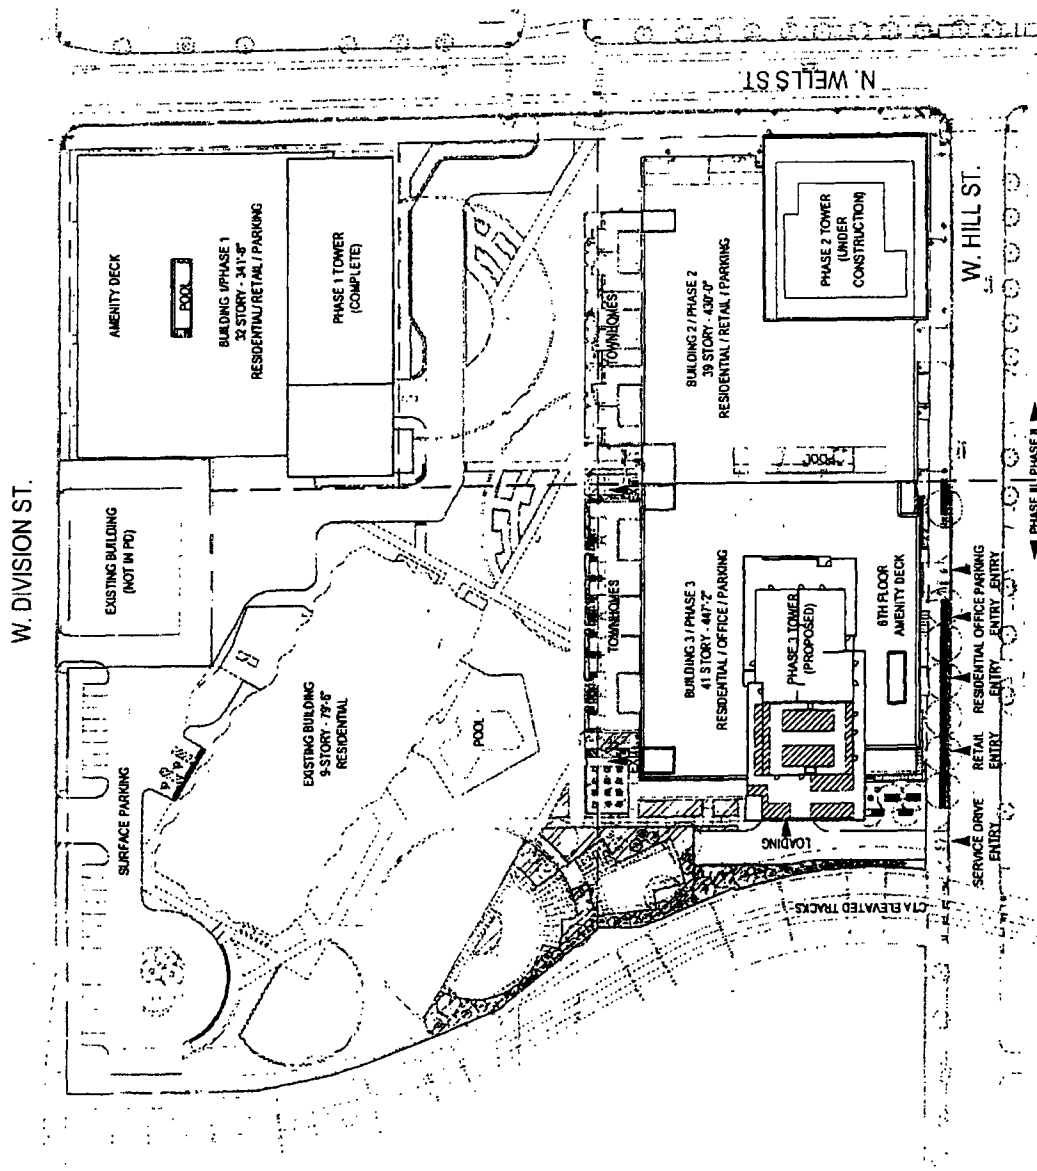 W. DIVISION ST.
N. WELLS ST.
W. HILL ST.
AMENITY DECK
POOL
BUILDING 1/PHASE 1
32 STORY - 341'-8"
RESIDENTIAL/RETAIL / PARKING
PHASE 1 TOWER
(COMPLETE)
EXISTING BUILDING
(NOT IN PD)
SURFACE PARKING
EXISTING BUILDING
9-STORY - 79'-6"
RESIDENTIAL
POOL
TOWNHOMES
TOWNHOMES
EXIT
EXIT
BUILDING 2 / PHASE 2
39 STORY - 430'-0"
RESIDENTIAL / RETAIL / PARKING
PHASE 2 TOWER
(UNDER
CONSTRUCTION)
POOL
BUILDING 3 / PHASE 3
41 STORY - 447'-2"
RESIDENTIAL / OFFICE / PARKING
PHASE 3 TOWER
(PROPOSED)
6TH FLOOR
AMENITY DECK
LOADING
CTA ELEVATED TRACKS
SERVICE DRIVE
ENTRY
RETAIL
ENTRY
RESIDENTIAL
ENTRY
OFFICE
ENTRY
PARKING
ENTRY
PHASE III
PHASE II